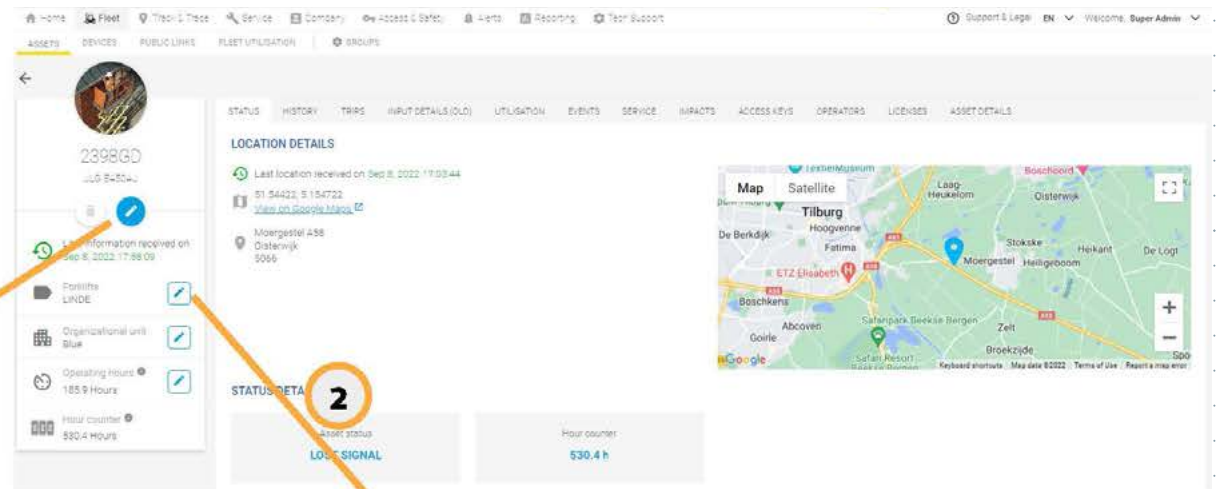 Home Fleet Track & Trace Service Company Access & Safety Alerts Reporting Tech Support Support & Legal EN Welcome, Super Admin
ASSETS DEVICES PUBLIC LINKS FLEET UTILISATION GROUPS
STATUS HISTORY TRIPS INPUT DETAILS (OLD) UTILISATION EVENTS SERVICE IMPACTS ACCESS KEYS OPERATORS LICENSES ASSET DETAILS
2398GD
Last information received on
Sep 8, 2022 17:58:09
Forklifts
LINDE
Organizational unit
Blue
Operating hours
185.9 Hours
Hour counter
530.4 Hours
LOCATION DETAILS
Last location received on Sep 8, 2022 17:03:44
51.54422, 5.154722
View on Google Maps
Moergestel A58
Oisterwijk
5066
Map Satellite
TextielMuseum
Boschoord
Laag-
Heukelom
Oisterwijk
Tilburg
De Berkdijk
Hoogvenne
Fatima
Stokske
Heikant
De Logt
Moergestel
Heiligeboom
ETZ Elisabeth
Boschkens
Abcoven
Goirle
Safaripark Beekse Bergen
Zelt
Broekzijde
Safari Resort
Beekse Bergen
Spo
Google
Keyboard shortcuts Map data ©2022 Terms of Use Report a map error
STATUS DETA
2
Asset status
LOST SIGNAL
Hour counter
530.4 h